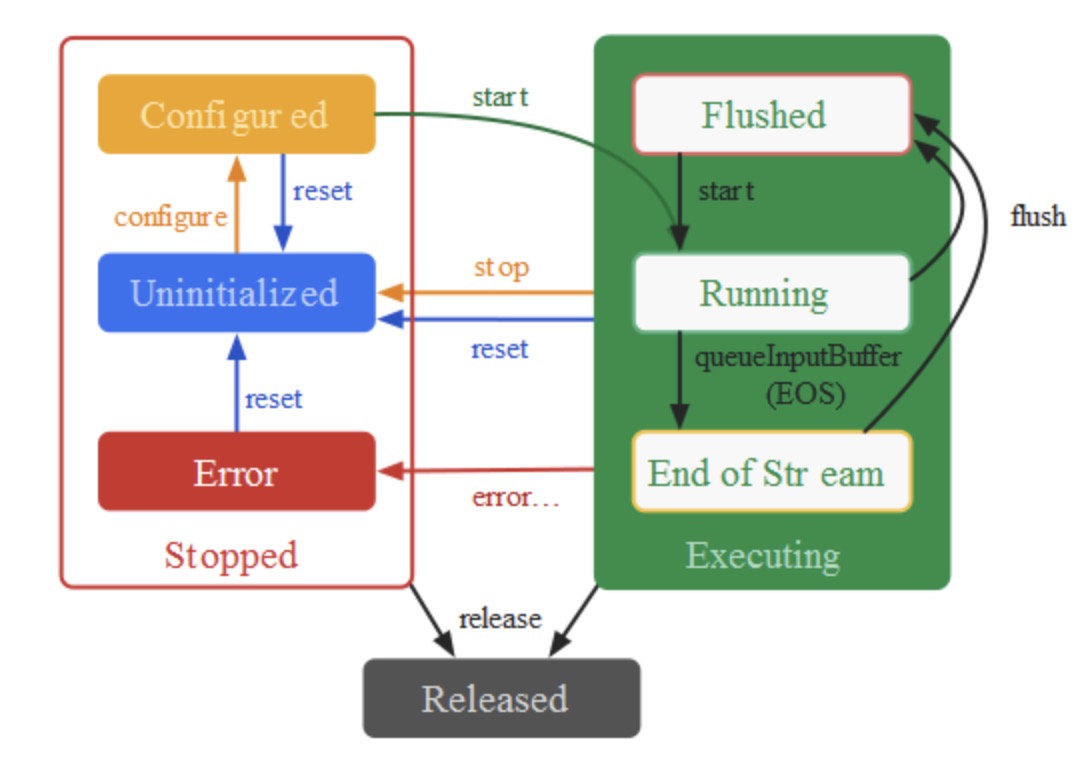 Configured
start
Flushed
reset
start
configure
flush
stop
Uninitialized
Running
reset
queueInputBuffer
(EOS)
reset
Error
End of Stream
error...
Stopped
Executing
release
Released